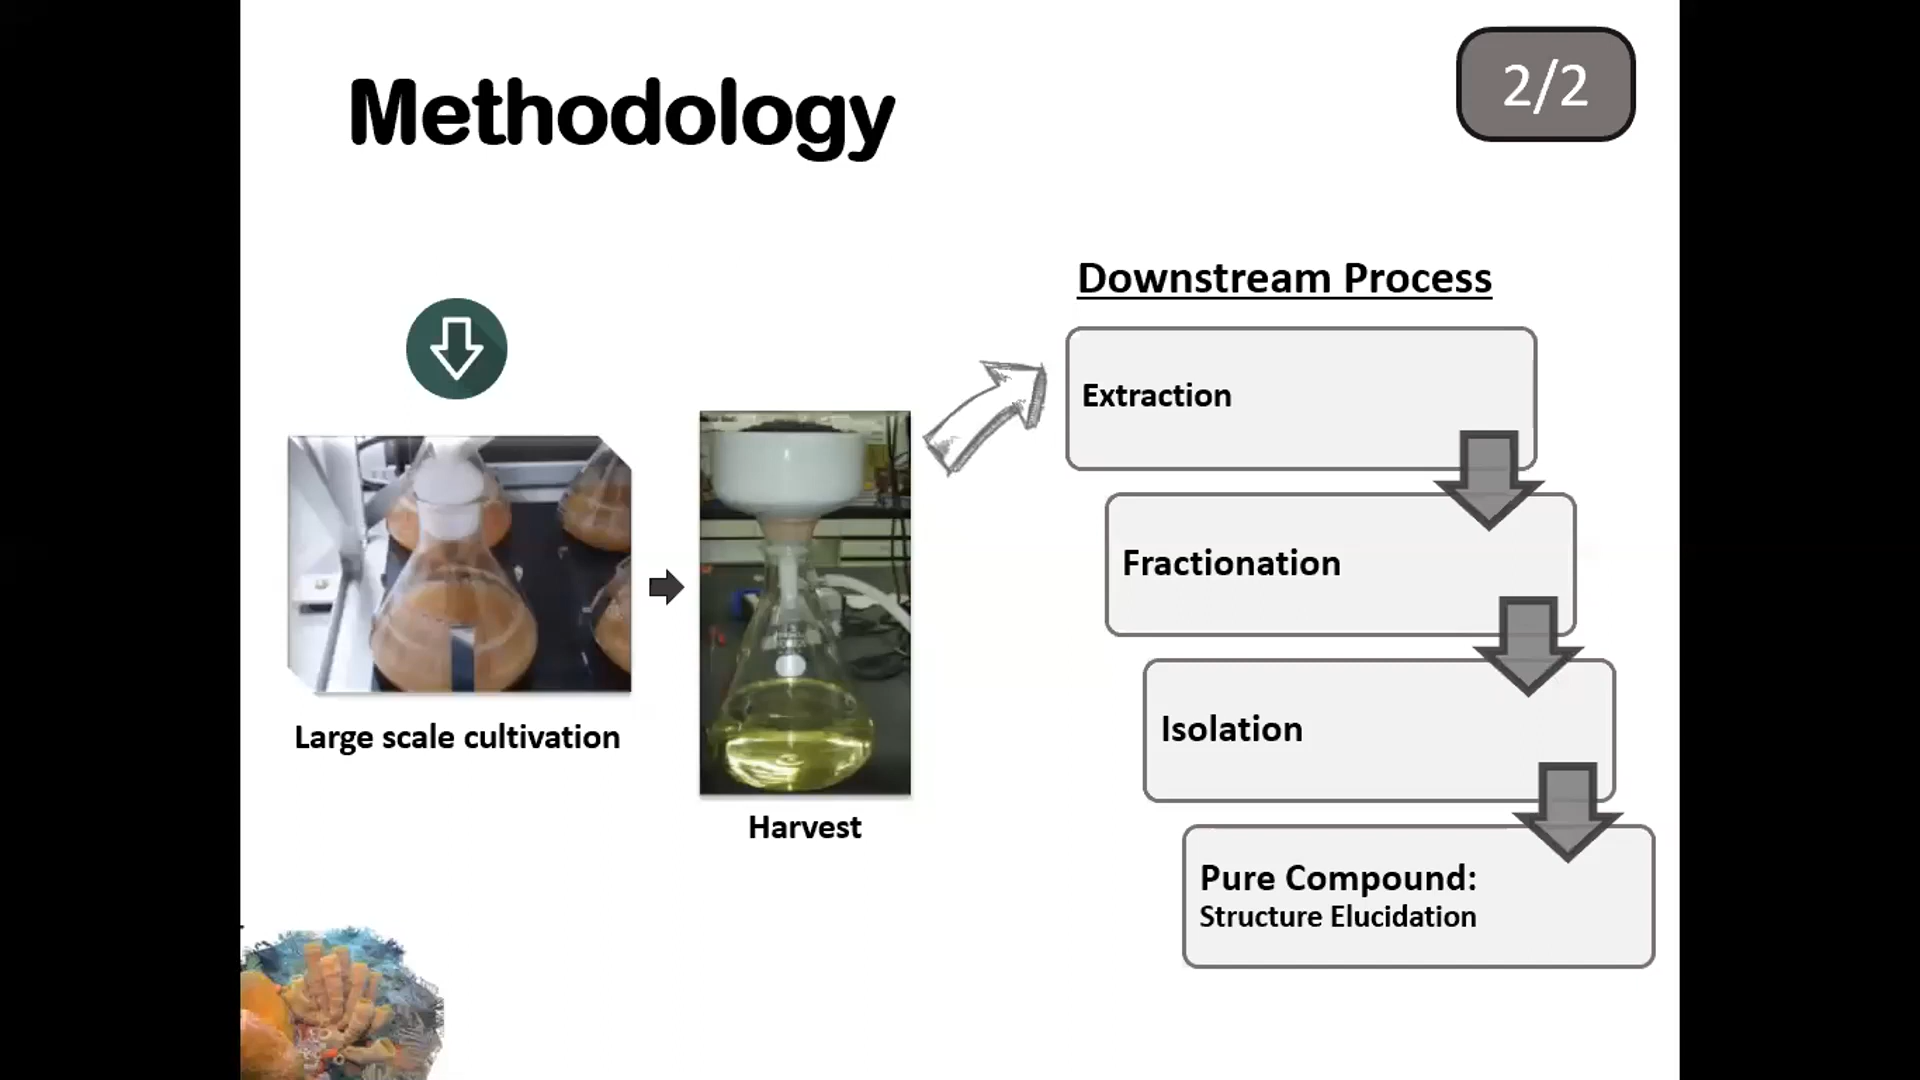 Methodology
2/2
Large scale cultivation
Harvest
Downstream Process
Extraction
Fractionation
Isolation
Pure Compound:
Structure Elucidation